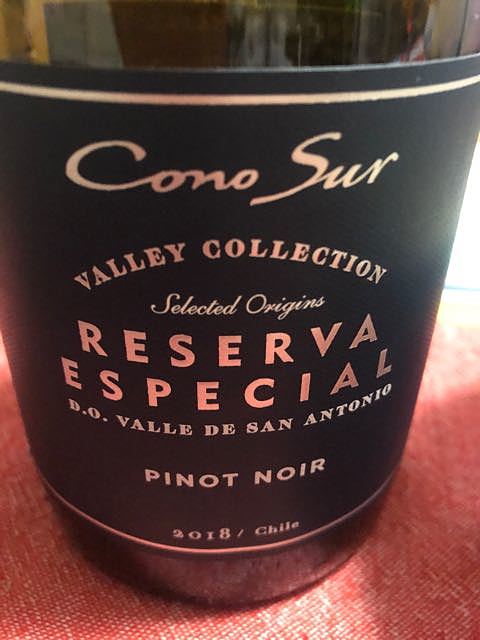 Cono Sur
VALLEY COLLECTION
Selected Origins
RESERVA
ESPECIAL
D.O. VALLE DE SAN ANTONIO
PINOT NOIR
2018 / Chile